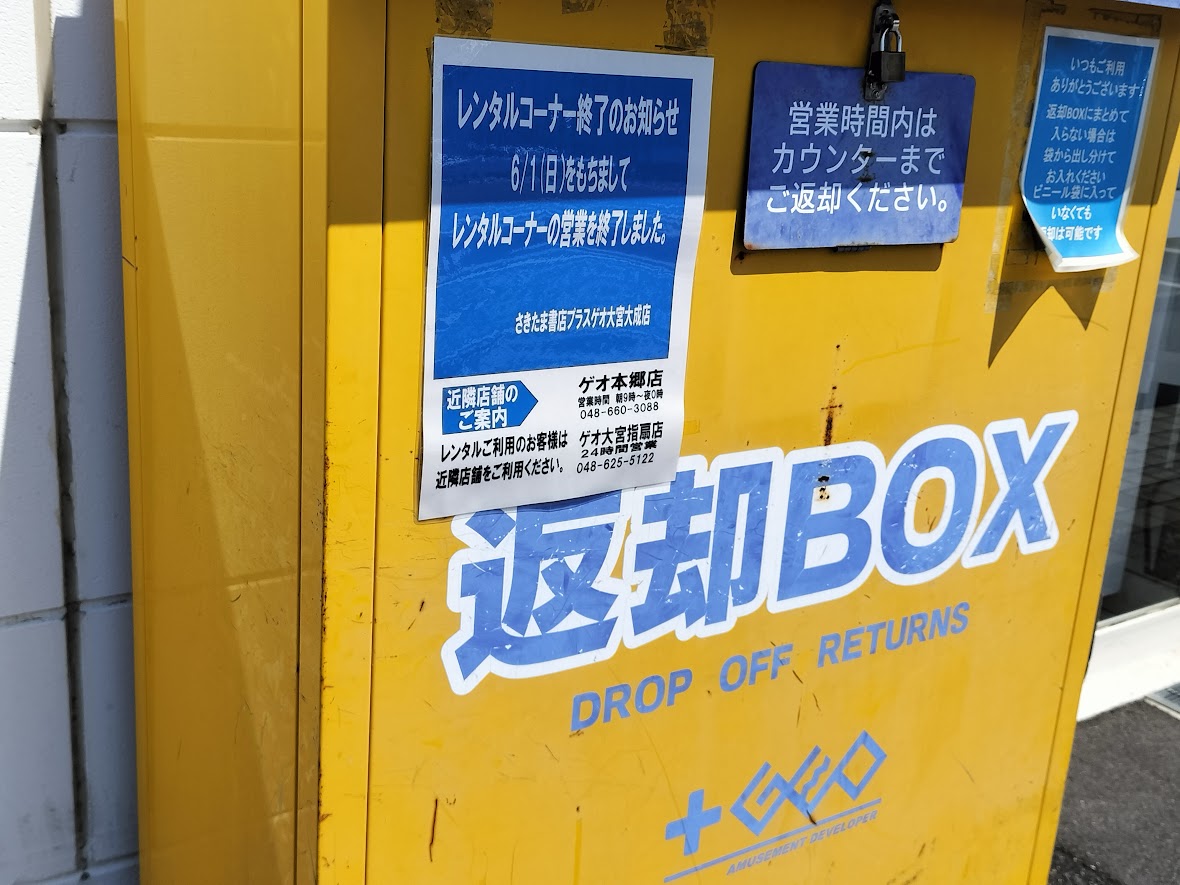 レンタルコーナー終了のお知らせ
6/1(日)をもちまして
レンタルコーナーの営業を終了しました。
さきたま書店プラスゲオ大宮大成店
近隣店舗の
ご案内
レンタルご利用のお客様は
近隣店舗をご利用ください。
ゲオ本郷店
営業時間 朝9時～夜0時
048-660-3088
ゲオ大宮指扇店
24時間営業
048-625-5122
営業時間内は
カウンターまで
ご返却ください。
いつもご利用
ありがとうございます
返却BOXにまとめて
入らない場合は
袋から出し分けて
お入れください
ビニール袋に入って
いなくても
返却は可能です
返却BOX
DROP OFF RETURNS
+GEO
AMUSEMENT DEVELOPER